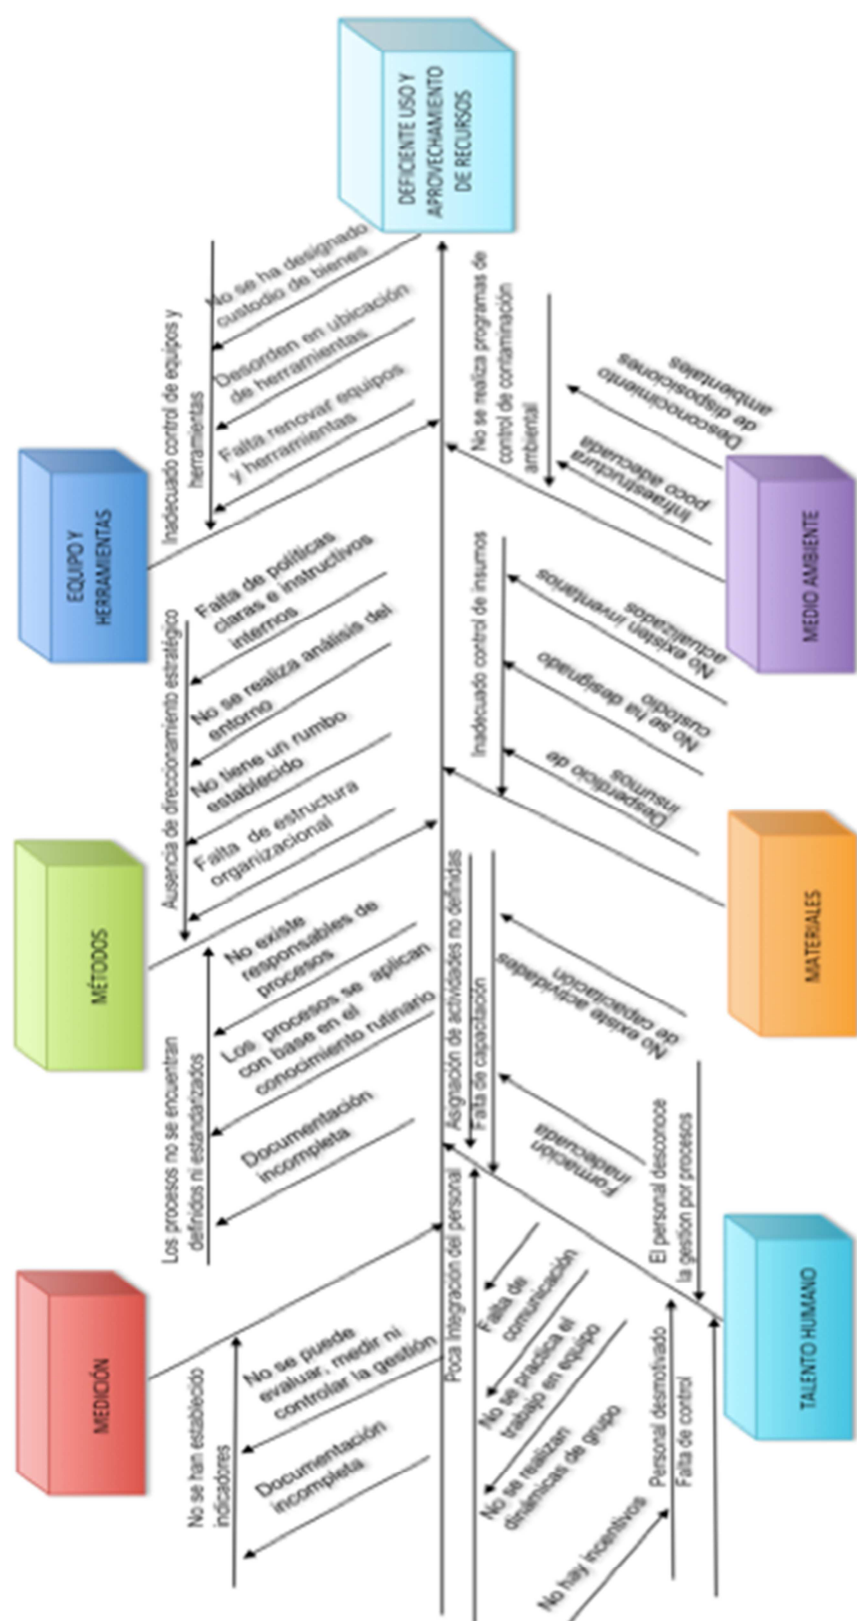 MEDICIÓN
MÉTODOS
EQUIPO Y
HERRAMIENTAS
No se han establecido
indicadores
No se puede
evaluar, medir ni
controlar la gestión
Documentación
incompleta
Los procesos no se encuentran
definidos ni estandarizados
No existe
responsables de
procesos
Los procesos se aplican
con base en el
conocimiento rutinario
Documentación
incompleta
Ausencia de direccionamiento estratégico
Falta de políticas
claras e instructivos
internos
No se realiza análisis del
entorno
No tiene un rumbo
establecido
Falta de estructura
organizacional
Inadecuado control de equipos y
herramientas
No se ha designado
custodio de bienes
Desorden en ubicación
de herramientas
Falta renovar equipos
y herramientas
DEFICIENTE USO Y
APROVECHAMIENTO
DE RECURSOS
Poca Integración del personal
Falta de
comunicación
No se practica el
trabajo en equipo
No se realizan
dinámicas de grupo
No hay incentivos
Personal desmotivado
Falta de control
Asignación de actividades no definidas
Falta de capacitación
No existe actividades
de capacitación
Formación
inadecuada
El personal desconoce
la gestion por procesos
Inadecuado control de insumos
No existen inventarios
actualizados
No se ha designado
custodio
Desperdicio de
insumos
No se realiza programas de
control de contaminación
ambiental
Desconocimiento
de disposiciones
ambientales
Infraestructura
poco adecuada
TALENTO HUMANO
MATERIALES
MEDIO AMBIENTE